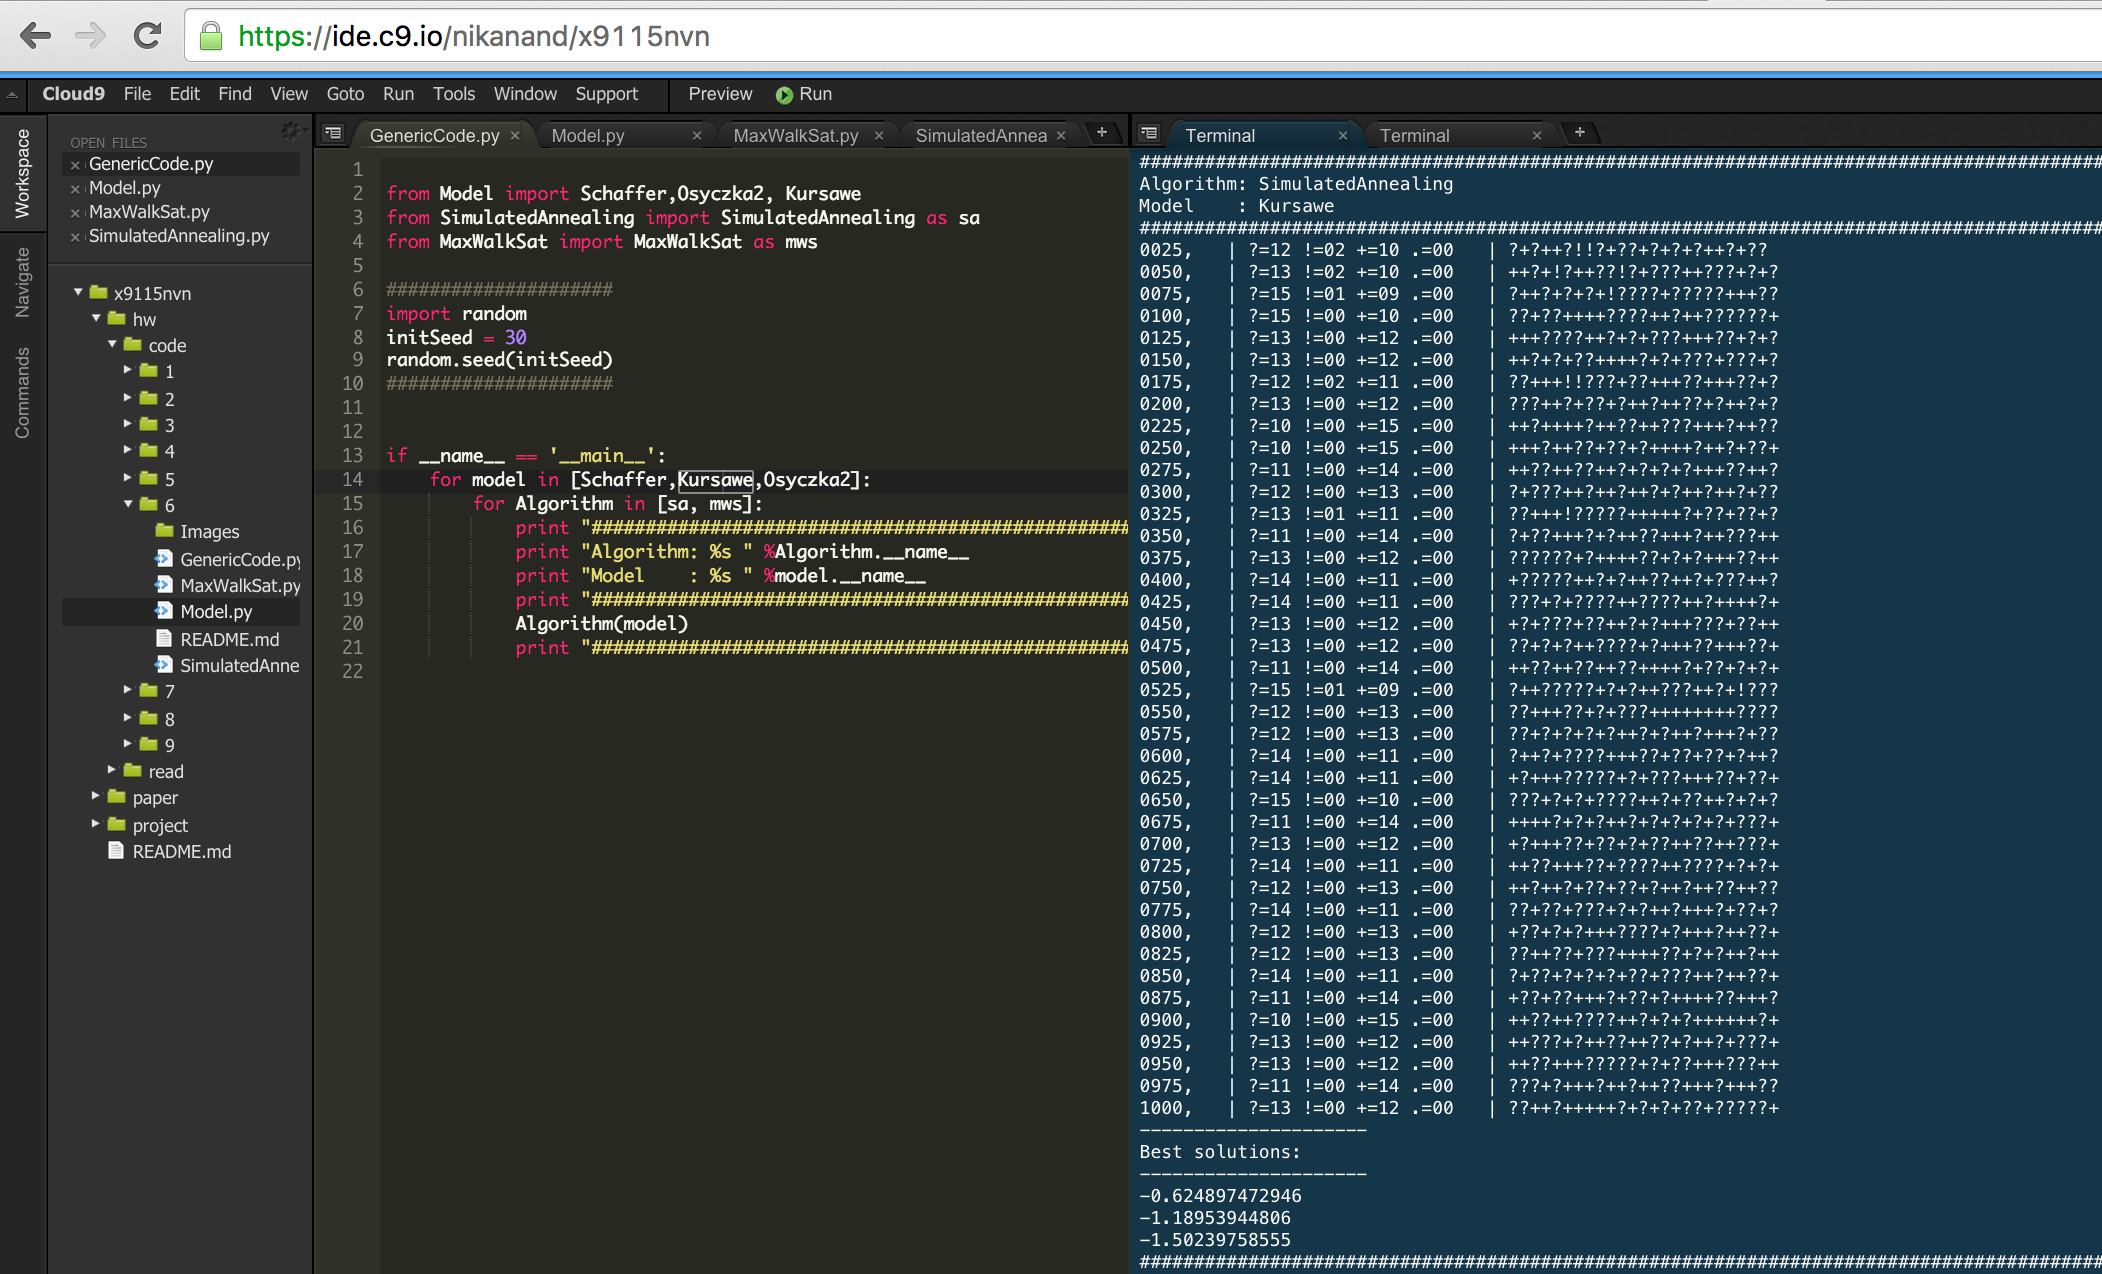 https://ide.c9.io/nikanand/x9115nvn
Cloud9 File Edit Find View Goto Run Tools Window Support Preview Run
Workspace
Navigate
Commands
OPEN FILES
GenericCode.py
Model.py
MaxWalkSat.py
SimulatedAnnealing.py
x9115nvn
hw
code
1
2
3
4
5
6
Images
GenericCode.py
MaxWalkSat.py
Model.py
README.md
SimulatedAnne
7
8
9
read
paper
project
README.md
GenericCode.py × Model.py × MaxWalkSat.py × SimulatedAnnea ×
1
2 from Model import Schaffer,Osyczka2, Kursawe
3 from SimulatedAnnealing import SimulatedAnnealing as sa
4 from MaxWalkSat import MaxWalkSat as mws
5
6 #####################
7 import random
8 initSeed = 30
9 random.seed(initSeed)
10 #####################
11
12
13 if __name__ == '__main__':
14 for model in [Schaffer,Kursawe,Osyczka2]:
15 for Algorithm in [sa, mws]:
16 print "##################################################
17 print "Algorithm: %s " %Algorithm.__name__
18 print "Model    : %s " %model.__name__
19 print "##################################################
20 Algorithm(model)
21 print "##################################################
22
Terminal × Terminal ×
#########################################################################################
Algorithm: SimulatedAnnealing
Model    : Kursawe
#########################################################################################
0025,   | ?=12 !=02 +=10 .=00   | ?+?++?!!?+??+?+?+?++?+??
0050,   | ?=13 !=02 +=10 .=00   | ++?+!?++??!?+???++???+?+?
0075,   | ?=15 !=01 +=09 .=00   | ?++?+?+?+!????+?????+++??
0100,   | ?=15 !=00 +=10 .=00   | ??+??++++????++?++??????+
0125,   | ?=13 !=00 +=12 .=00   | +++????++?+?+???+++??+?+?
0150,   | ?=13 !=00 +=12 .=00   | ++?+?+??++++?+?+???+???+?
0175,   | ?=12 !=02 +=11 .=00   | ??+++!!???+??+++??+++??+?
0200,   | ?=13 !=00 +=12 .=00   | ???++?+??+?++?++??+?++?+?
0225,   | ?=10 !=00 +=15 .=00   | ++?++++?++??++???+++?++??
0250,   | ?=10 !=00 +=15 .=00   | +++?++??++?+?++++?+?++??+
0275,   | ?=11 !=00 +=14 .=00   | ++??++??++?++?+?+?+++?++??
0300,   | ?=12 !=00 +=13 .=00   | ??+?++??++?+?++?++?++??+?
0325,   | ?=13 !=01 +=11 .=00   | ??+++!?????+++++?+??+??+?
0350,   | ?=11 !=00 +=14 .=00   | ?+??+++?+++?++++?++???++
0375,   | ?=13 !=00 +=12 .=00   | ??????+?++++??+?+?++++?++
0400,   | ?=14 !=00 +=11 .=00   | +?????++?+?++??++?+???++?
0425,   | ?=14 !=00 +=11 .=00   | ???+?+????++????++?++++?+
0450,   | ?=13 !=00 +=12 .=00   | +?+???++??++?+++???+??++
0475,   | ?=13 !=00 +=12 .=00   | ??+?+?++????+++??+++??+?
0500,   | ?=11 !=00 +=14 .=00   | ++??++??++++?+??+?+?+
0525,   | ?=15 !=01 +=09 .=00   | ?++?????+?+?++???++?+!???
0550,   | ?=12 !=00 +=13 .=00   | ??+++??+?+???++++++++????
0575,   | ?=12 !=00 +=13 .=00   | ??+?+?+?+?++?+?++?+++?+??
0600,   | ?=14 !=00 +=11 .=00   | ?++?+????+++??+??+??+?++?
0625,   | ?=14 !=00 +=11 .=00   | +?+++?????+?+???+++??+??+
0650,   | ?=15 !=00 +=10 .=00   | ???+?+?+????++?+??++?+?+?
0675,   | ?=11 !=00 +=14 .=00   | ++++?+?+?++?+?+?+?+?+???+
0700,   | ?=13 !=00 +=12 .=00   | +?+++??+??+?++??++??++???+
0725,   | ?=14 !=00 +=11 .=00   | ++??+++??+????++????+?+?+
0750,   | ?=12 !=00 +=13 .=00   | ++?++?+??+??+?++?++??++??
0775,   | ?=14 !=00 +=11 .=00   | ??+??+???+?+?++?+++?+??+?
0800,   | ?=12 !=00 +=13 .=00   | +??+?+?+++????+?+++?++??+
0825,   | ?=12 !=00 +=13 .=00   | ??++??+???++++??+?+?++?++
0850,   | ?=14 !=00 +=11 .=00   | ?+??+?+?+?+??+???++?++??+
0875,   | ?=11 !=00 +=14 .=00   | +??+??+++?+??+?++++??+++?
0900,   | ?=10 !=00 +=15 .=00   | ++??++????++?+?+?++++++?+
0925,   | ?=13 !=00 +=12 .=00   | ++???+?++??++??+?++?+???+
0950,   | ?=13 !=00 +=12 .=00   | ++??+++?????+?+??+++???++
0975,   | ?=11 !=00 +=14 .=00   | ???+?+++?++?++??+++?+++??
1000,   | ?=13 !=00 +=12 .=00   | ??++?+++++?+?+?+??+?????+
---------------------
Best solutions:
---------------------
-0.624897472946
-1.18953944806
-1.50239758555
#########################################################################################